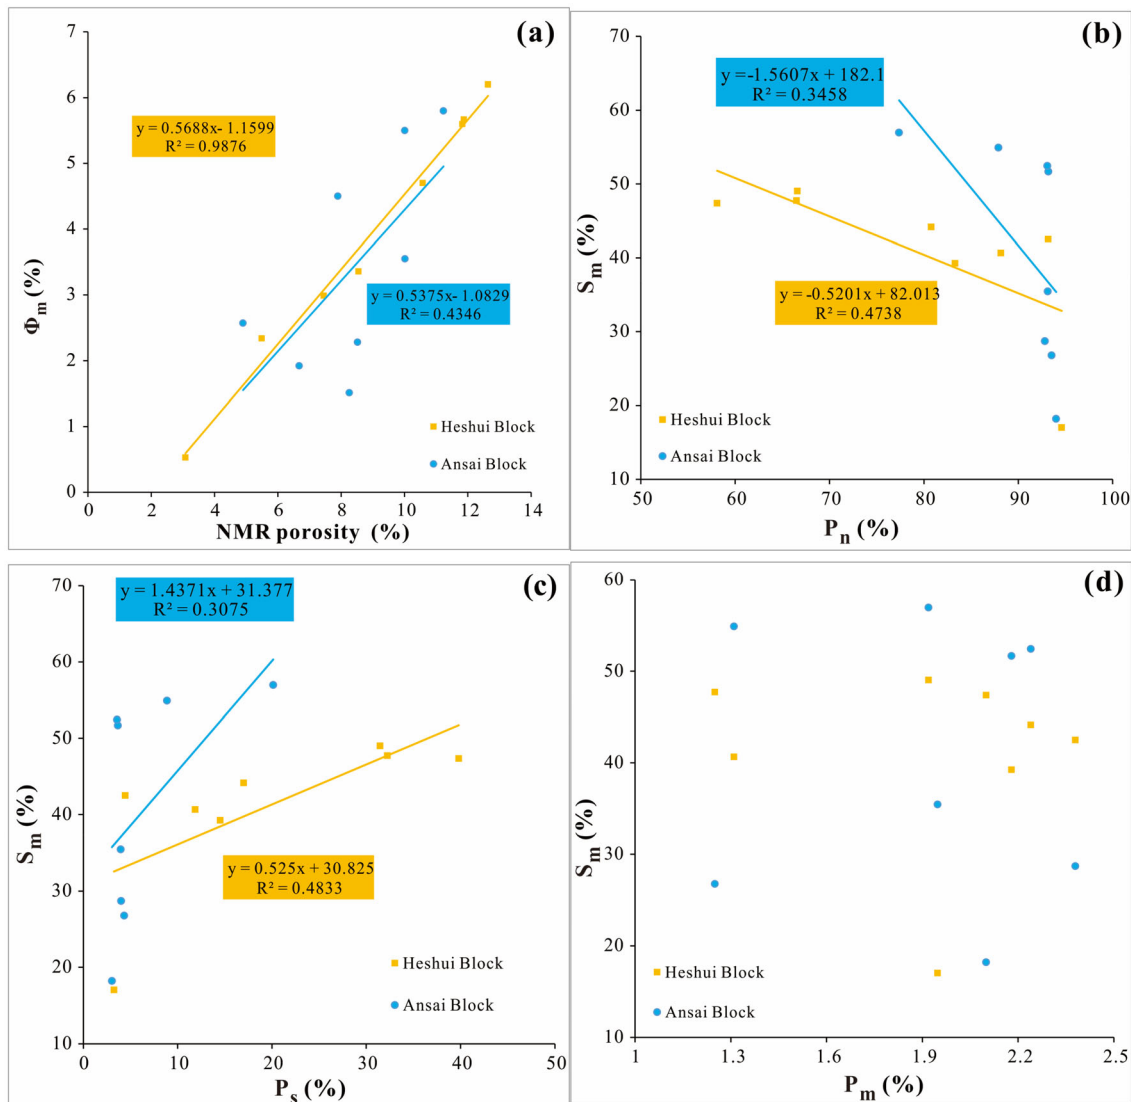 (a)
7
6
5
4
3
2
1
0
Φm (%)
y = 0.5688x- 1.1599
R² = 0.9876
y = 0.5375x- 1.0829
R² = 0.4346
Heshui Block
Ansai Block
0 2 4 6 8 10 12 14
NMR porosity (%)
(b)
70
60
50
40
30
20
10
Sm (%)
y =-1.5607x + 182.1
R² = 0.3458
y = -0.5201x + 82.013
R² = 0.4738
Heshui Block
Ansai Block
50 60 70 80 90 100
Pn (%)
(c)
70
60
50
40
30
20
10
Sm (%)
y = 1.4371x + 31.377
R² = 0.3075
y = 0.525x + 30.825
R² = 0.4833
Heshui Block
Ansai Block
0 10 20 30 40 50
Ps (%)
(d)
60
50
40
30
20
10
Sm (%)
Heshui Block
Ansai Block
1 1.3 1.6 1.9 2.2 2.5
Pm (%)